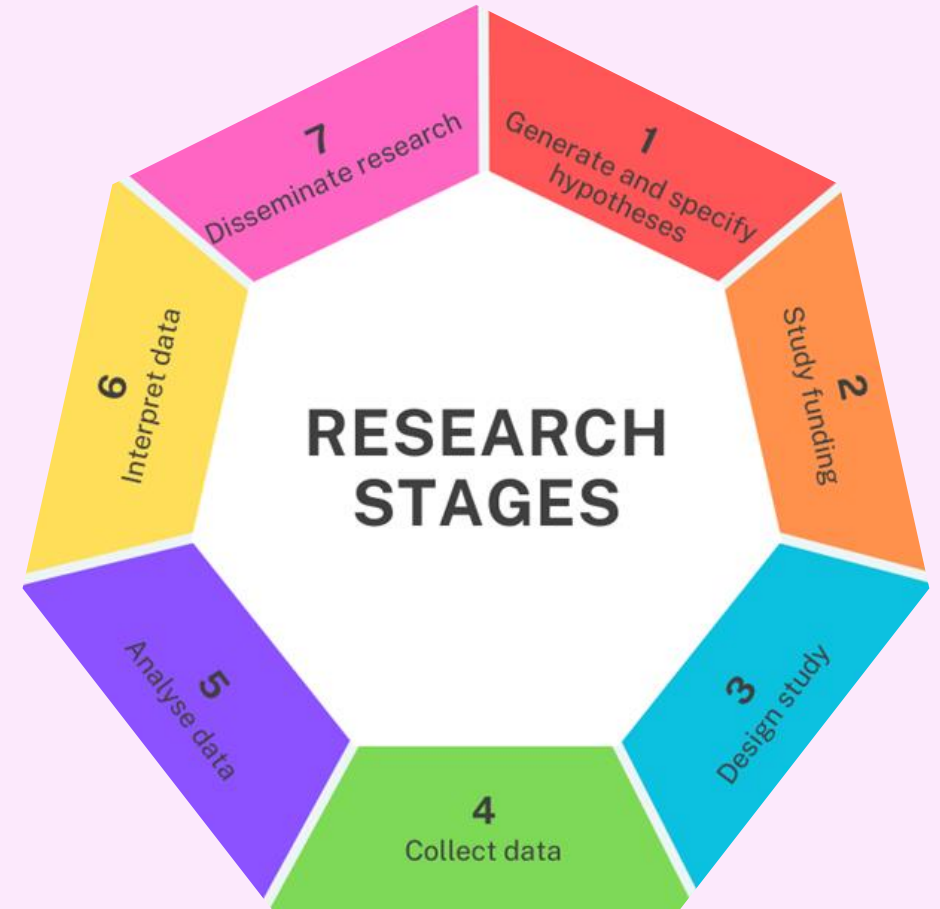 RESEARCH
STAGES
1
Generate and specify
hypotheses
2
Study funding
3
Design study
4
Collect data
5
Analyse data
6
Interpret data
7
Disseminate research